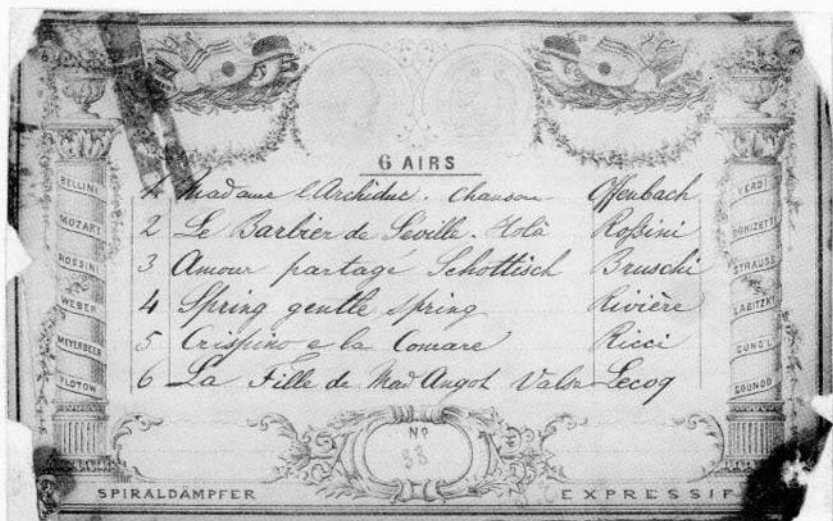 6 AIRS
1 Madame l'Archiduc. Chanson Offenbach
2 Le Barbier de Séville. Holà Roßini
3 Amour partagé Schottisch Bruschi
4 Spring gentle spring Rivière
5 Crispino e la Comare Ricci
6 La Fille de Mad Angot Valse Lecoq
BELLINI
MOZART
ROSSINI
WEBER
MEYERBEER
FLOTOW
VERDI
DONIZETTI
STRAUSS
LABITZKY
GUNG'L
GOUNOD
Nº
88
SPIRALDÄMPFER EXPRESSIF